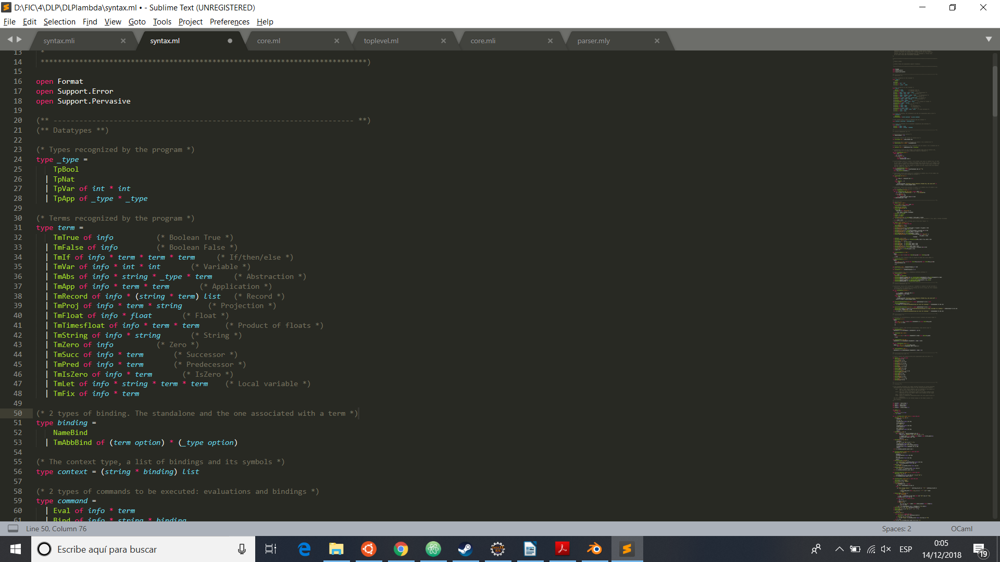 D:\FIC\4\DLP\DLPlambda\syntax.ml • - Sublime Text (UNREGISTERED)
File Edit Selection Find View Goto Tools Project Preferences Help
syntax.mli syntax.ml core.ml toplevel.ml core.mli parser.mly
13 *
14 ****************************************************************************)
15
16 open Format
17 open Support.Error
18 open Support.Pervasive
19
20 (** ---------------------------------------------------------------------- **)
21 (** Datatypes **)
22
23 (* Types recognized by the program *)
24 type _type =
25 TpBool
26 | TpNat
27 | TpVar of int * int
28 | TpApp of _type * _type
29
30 (* Terms recognized by the program *)
31 type term =
32 TmTrue of info (* Boolean True *)
33 | TmFalse of info (* Boolean False *)
34 | TmIf of info * term * term * term (* If/then/else *)
35 | TmVar of info * int * int (* Variable *)
36 | TmAbs of info * string * _type * term (* Abstraction *)
37 | TmApp of info * term * term (* Application *)
38 | TmRecord of info * (string * term) list (* Record *)
39 | TmProj of info * term * string (* Projection *)
40 | TmFloat of info * float (* Float *)
41 | TmTimesfloat of info * term * term (* Product of floats *)
42 | TmString of info * string (* String *)
43 | TmZero of info (* Zero *)
44 | TmSucc of info * term (* Successor *)
45 | TmPred of info * term (* Predecessor *)
46 | TmIsZero of info * term (* IsZero *)
47 | TmLet of info * string * term * term (* Local variable *)
48 | TmFix of info * term
49
50 (* 2 types of binding. The standalone and the one associated with a term *)
51 type binding =
52 NameBind
53 | TmAbbBind of (term option) * (_type option)
54
55 (* The context type, a list of bindings and its symbols *)
56 type context = (string * binding) list
57
58 (* 2 types of commands to be executed: evaluations and bindings *)
59 type command =
60 | Eval of info * term
61 | Bind of info * string * binding
Line 50, Column 76 Spaces: 2 OCaml
Escribe aquí para buscar
ESP
0:05
14/12/2018
19